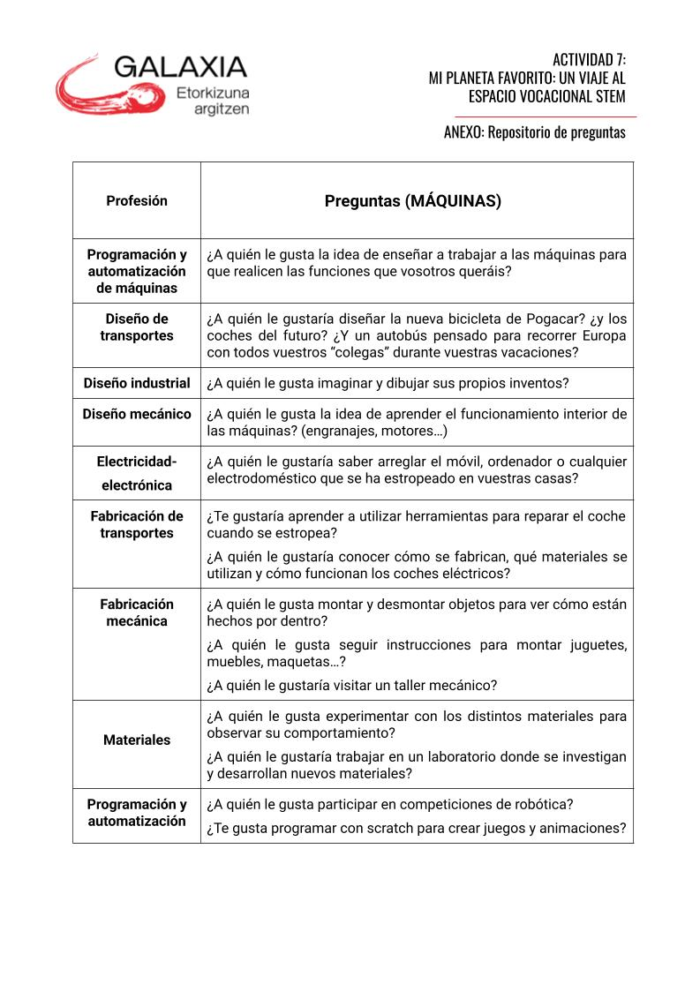 GALAXIA
Etorkizuna
argitzen
ACTIVIDAD 7:
MI PLANETA FAVORITO: UN VIAJE AL
ESPACIO VOCACIONAL STEM
ANEXO: Repositorio de preguntas
Profesión
Preguntas (MÁQUINAS)
Programación y
automatización
de máquinas
¿A quién le gusta la idea de enseñar a trabajar a las máquinas para
que realicen las funciones que vosotros queráis?
Diseño de
transportes
¿A quién le gustaría diseñar la nueva bicicleta de Pogacar? ¿y los
coches del futuro? ¿Y un autobús pensado para recorrer Europa
con todos vuestros “colegas” durante vuestras vacaciones?
Diseño industrial
¿A quién le gusta imaginar y dibujar sus propios inventos?
Diseño mecánico
¿A quién le gusta la idea de aprender el funcionamiento interior de
las máquinas? (engranajes, motores…)
Electricidad-
electrónica
¿A quién le gustaría saber arreglar el móvil, ordenador o cualquier
electrodoméstico que se ha estropeado en vuestras casas?
Fabricación de
transportes
¿Te gustaría aprender a utilizar herramientas para reparar el coche
cuando se estropea?
¿A quién le gustaría conocer cómo se fabrican, qué materiales se
utilizan y cómo funcionan los coches eléctricos?
Fabricación
mecánica
¿A quién le gusta montar y desmontar objetos para ver cómo están
hechos por dentro?
¿A quién le gusta seguir instrucciones para montar juguetes,
muebles, maquetas…?
¿A quién le gustaría visitar un taller mecánico?
Materiales
¿A quién le gusta experimentar con los distintos materiales para
observar su comportamiento?
¿A quién le gustaría trabajar en un laboratorio donde se investigan
y desarrollan nuevos materiales?
Programación y
automatización
¿A quién le gusta participar en competiciones de robótica?
¿Te gusta programar con scratch para crear juegos y animaciones?